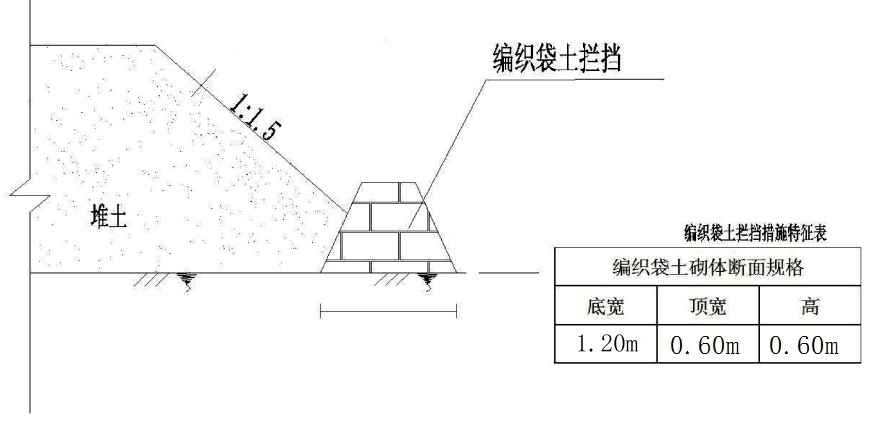 编织袋土拦挡
1:1.5
堆土
编织袋土拦挡措施特征表
编织袋土砌体断面规格
底宽 顶宽 高
1.20m 0.60m 0.60m